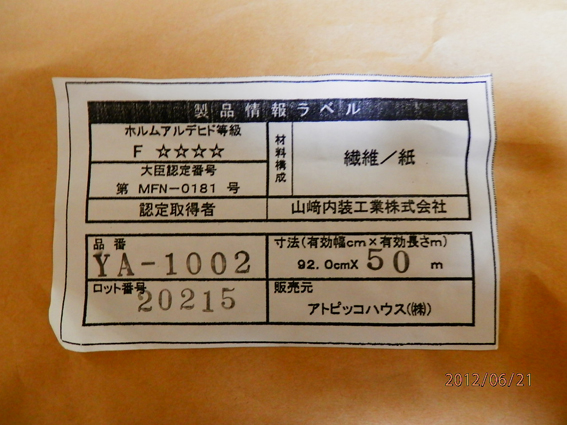 製品情報ラベル
ホルムアルデヒド等級
F ☆☆☆☆
大臣認定番号
第 MFN-0181 号
材料構成
繊維/紙
認定取得者
山﨑内装工業株式会社
品番
YA-1002
寸法(有効幅cm×有効長さm)
92.0cmX 50 m
ロット番号
20215
販売元
アトピッコハウス(㈱)
2012/06/21